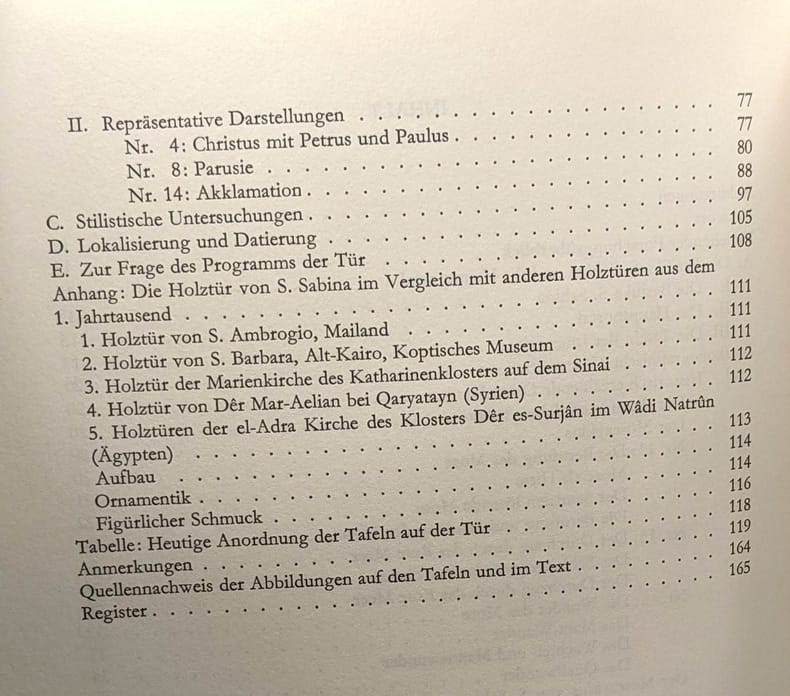 II. Repräsentative Darstellungen . . . . . . . . . . . . . . . . . . 77
Nr. 4: Christus mit Petrus und Paulus . . . . . . . . . . . . . 77
Nr. 8: Parusie . . . . . . . . . . . . . . . . . . . . . . . 80
Nr. 14: Akklamation . . . . . . . . . . . . . . . . . . . . . 88
C. Stilistische Untersuchungen . . . . . . . . . . . . . . . . . . . . 97
D. Lokalisierung und Datierung . . . . . . . . . . . . . . . . . . . . 105
E. Zur Frage des Programms der Tür . . . . . . . . . . . . . . . . . 108
Anhang: Die Holztür von S. Sabina im Vergleich mit anderen Holztüren aus dem
1. Jahrtausend . . . . . . . . . . . . . . . . . . . . . . . . . . 111
1. Holztür von S. Ambrogio, Mailand . . . . . . . . . . . . . . . 111
2. Holztür von S. Barbara, Alt-Kairo, Koptisches Museum . . . . . . . 111
3. Holztür der Marienkirche des Katharinenklosters auf dem Sinai . . . . . 112
4. Holztür von Dêr Mar-Aelian bei Qaryatayn (Syrien) . . . . . . . . . 112
5. Holztüren der el-Adra Kirche des Klosters Dêr es-Surjân im Wâdi Natrûn
(Ägypten) . . . . . . . . . . . . . . . . . . . . . . . . . . 113
Aufbau . . . . . . . . . . . . . . . . . . . . . . . . . . . 114
Ornamentik . . . . . . . . . . . . . . . . . . . . . . . . . 114
Figürlicher Schmuck . . . . . . . . . . . . . . . . . . . . . . 116
Tabelle: Heutige Anordnung der Tafeln auf der Tür . . . . . . . . . . . 118
Anmerkungen . . . . . . . . . . . . . . . . . . . . . . . . . . 119
Quellennachweis der Abbildungen auf den Tafeln und im Text . . . . . . . . 164
Register . . . . . . . . . . . . . . . . . . . . . . . . . . . . 165